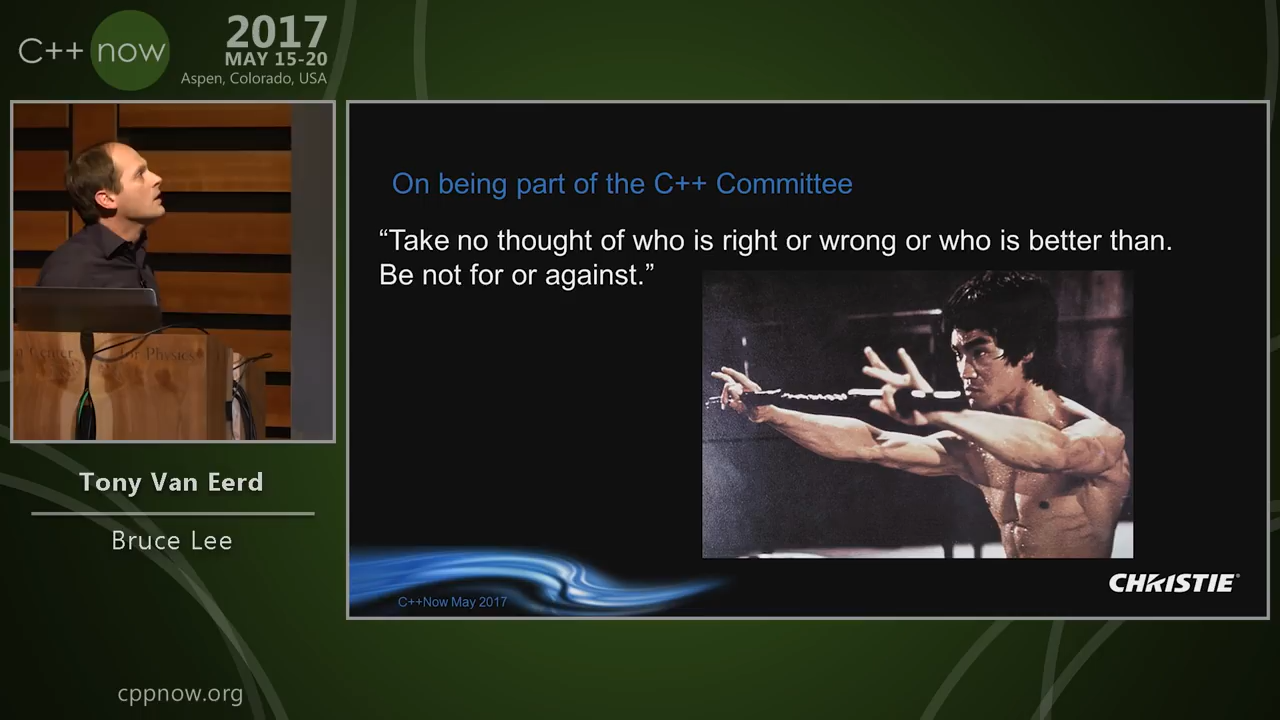 C++ now
2017
MAY 15-20
Aspen, Colorado, USA
On being part of the C++ Committee
“Take no thought of who is right or wrong or who is better than.
Be not for or against.”
for Physics
Tony Van Eerd
Bruce Lee
C++Now May 2017
CHRISTIE
cppnow.org